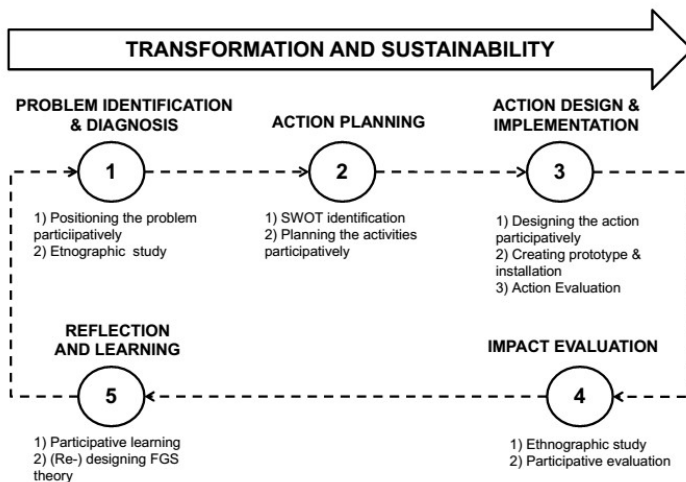 TRANSFORMATION AND SUSTAINABILITY
PROBLEM IDENTIFICATION
& DIAGNOSIS
1
1) Positioning the problem
particiipatively
2) Etnographic study
ACTION PLANNING
2
1) SWOT identification
2) Planning the activities
participatively
ACTION DESIGN &
IMPLEMENTATION
3
1) Designing the action
participatively
2) Creating prototype &
installation
3) Action Evaluation
IMPACT EVALUATION
4
1) Ethnographic study
2) Participative evaluation
REFLECTION
AND LEARNING
5
1) Participative learning
2) (Re-) designing FGS
theory